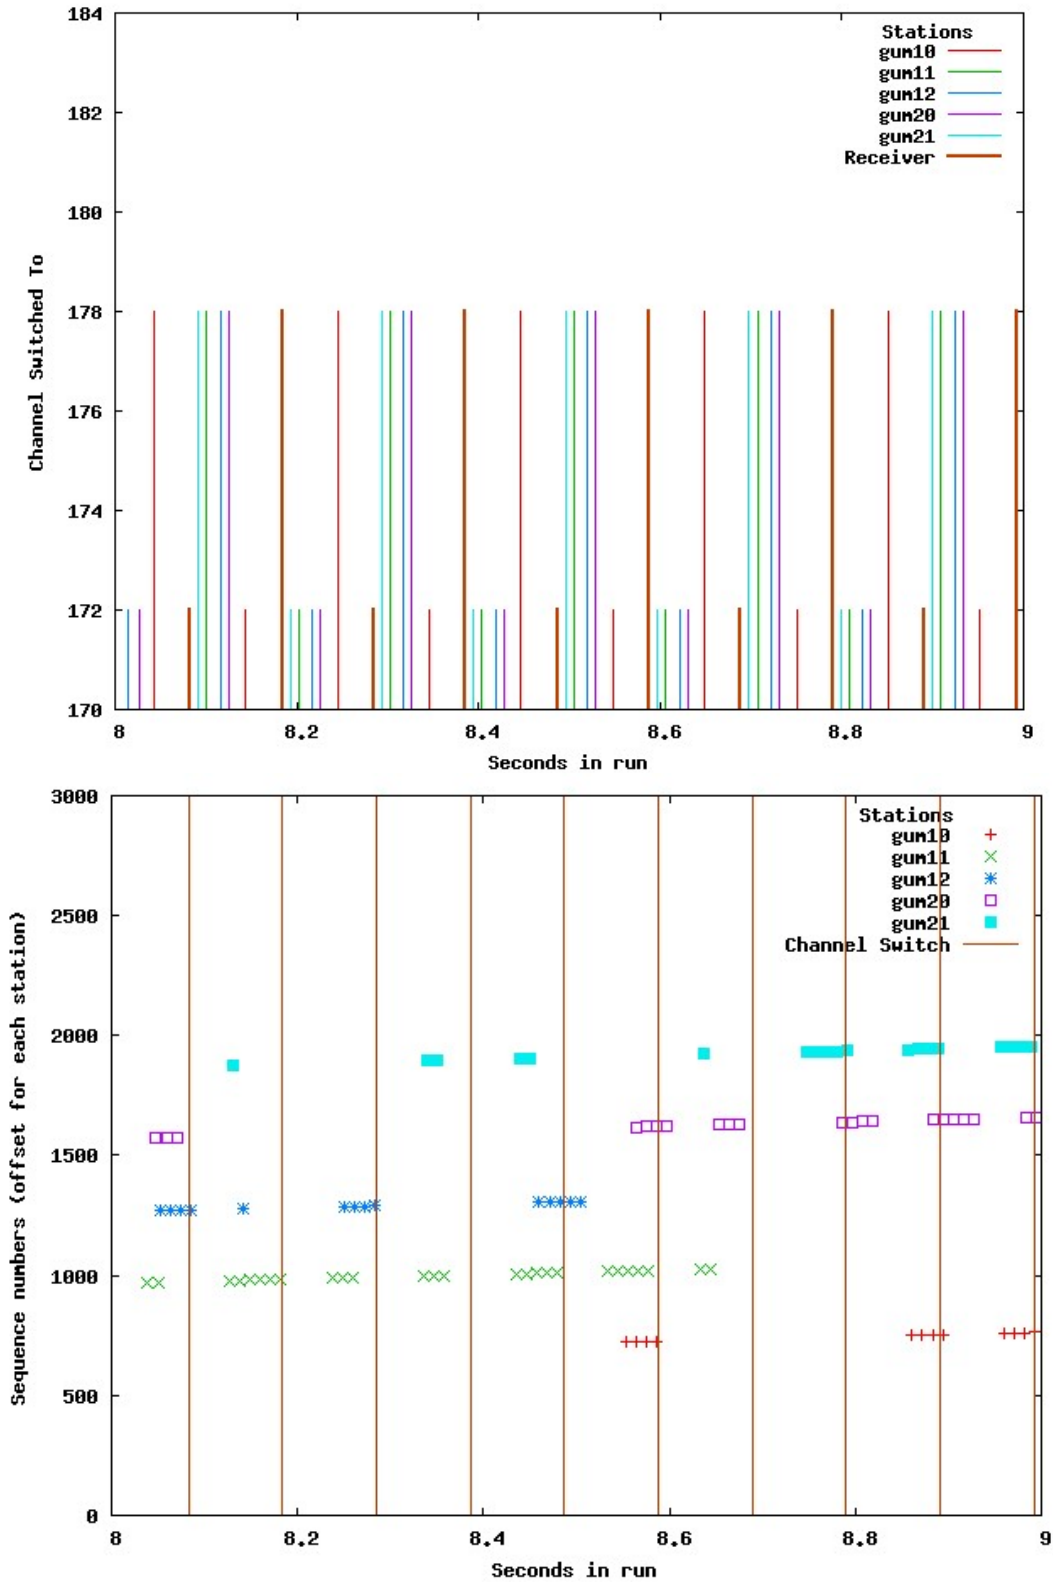 184
182
180
178
176
174
172
170
Channel Switched To
Stations
gum10
gum11
gum12
gum20
gum21
Receiver
8 8.2 8.4 8.6 8.8 9
Seconds in run
3000
2500
2000
1500
1000
500
0
Sequence numbers (offset for each station)
Stations
gum10
gum11
gum12
gum20
gum21
Channel Switch
8 8.2 8.4 8.6 8.8 9
Seconds in run